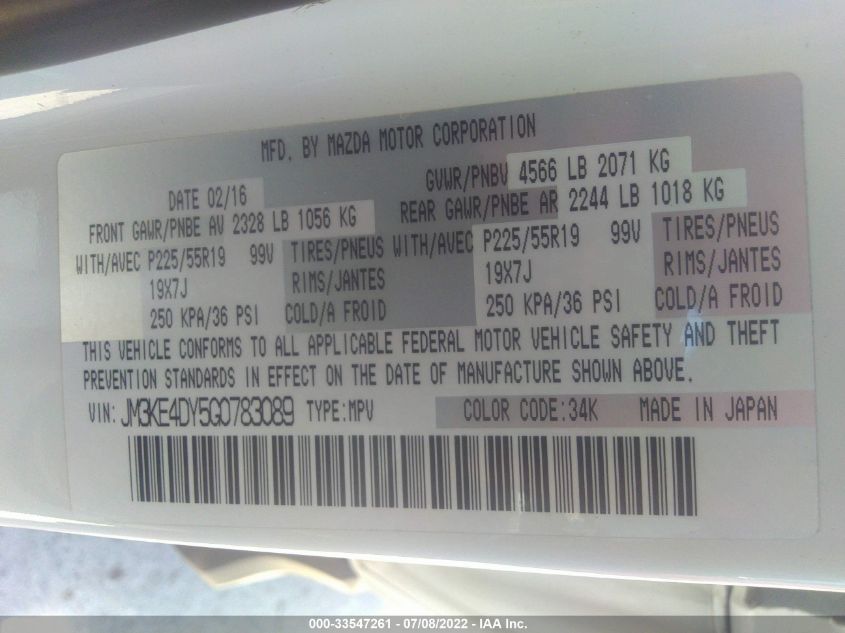 MFD. BY MAZDA MOTOR CORPORATION
DATE 02/16 GVWR/PNBV 4566 LB 2071 KG
FRONT GAWR/PNBE AV 2328 LB 1056 KG REAR GAWR/PNBE AR 2244 LB 1018 KG
WITH/AVEC P225/55R19 99V TIRES/PNEUS WITH/AVEC P225/55R19 99V TIRES/PNEUS
19X7J RIMS/JANTES 19X7J RIMS/JANTES
250 KPA/36 PSI COLD/A FROID 250 KPA/36 PSI COLD/A FROID
THIS VEHICLE CONFORMS TO ALL APPLICABLE FEDERAL MOTOR VEHICLE SAFETY AND THEFT
PREVENTION STANDARDS IN EFFECT ON THE DATE OF MANUFACTURE SHOWN ABOVE.
VIN: JM3KE4DY5G0783089 TYPE:MPV COLOR CODE:34K MADE IN JAPAN
000-33547261 - 07/08/2022 - IAA Inc.